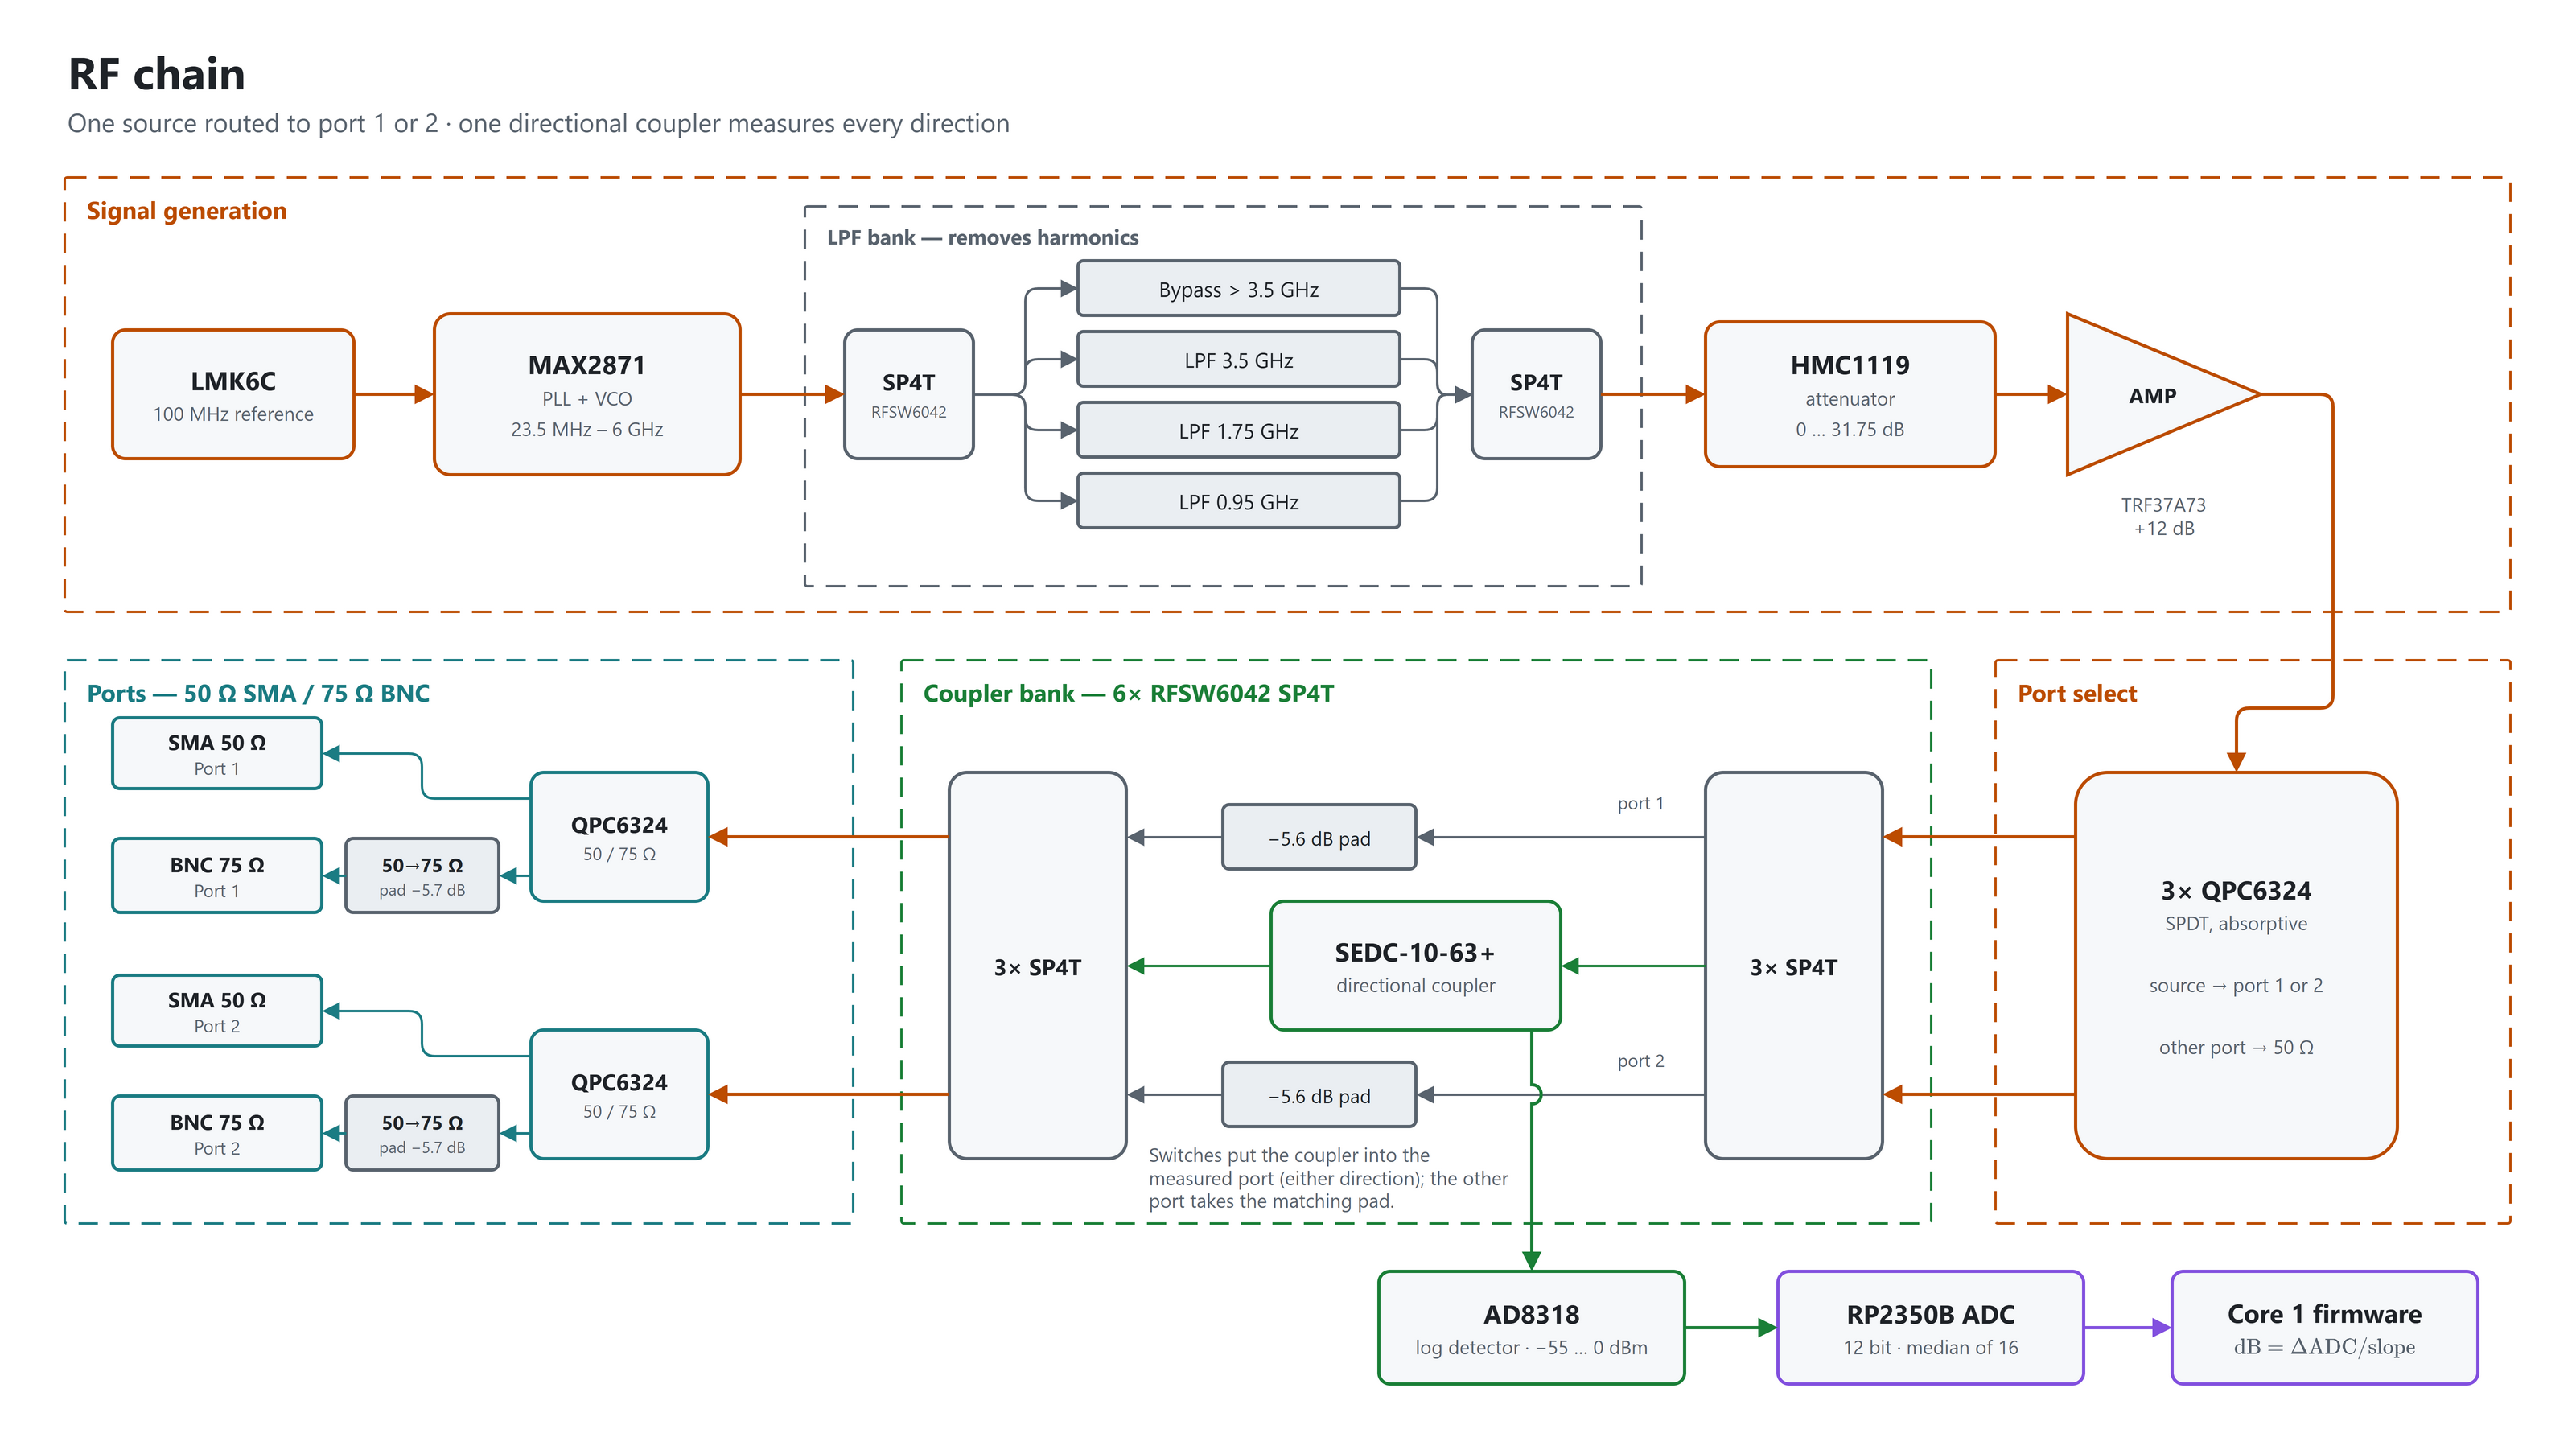 RF chain
One source routed to port 1 or 2 · one directional coupler measures every direction
Signal generation
LPF bank — removes harmonics
LMK6C
100 MHz reference
MAX2871
PLL + VCO
23.5 MHz – 6 GHz
SP4T
RFSW6042
Bypass > 3.5 GHz
LPF 3.5 GHz
LPF 1.75 GHz
LPF 0.95 GHz
SP4T
RFSW6042
HMC1119
attenuator
0 ... 31.75 dB
AMP
TRF37A73
+12 dB
Ports — 50 Ω SMA / 75 Ω BNC
SMA 50 Ω
Port 1
BNC 75 Ω
Port 1
50→75 Ω
pad −5.7 dB
QPC6324
50 / 75 Ω
SMA 50 Ω
Port 2
BNC 75 Ω
Port 2
50→75 Ω
pad −5.7 dB
QPC6324
50 / 75 Ω
Coupler bank — 6× RFSW6042 SP4T
3× SP4T
−5.6 dB pad
port 1
SEDC-10-63+
directional coupler
−5.6 dB pad
port 2
3× SP4T
Switches put the coupler into the
measured port (either direction); the other
port takes the matching pad.
Port select
3× QPC6324
SPDT, absorptive
source → port 1 or 2
other port → 50 Ω
AD8318
log detector · −55 ... 0 dBm
RP2350B ADC
12 bit · median of 16
Core 1 firmware
dB = ΔADC/slope